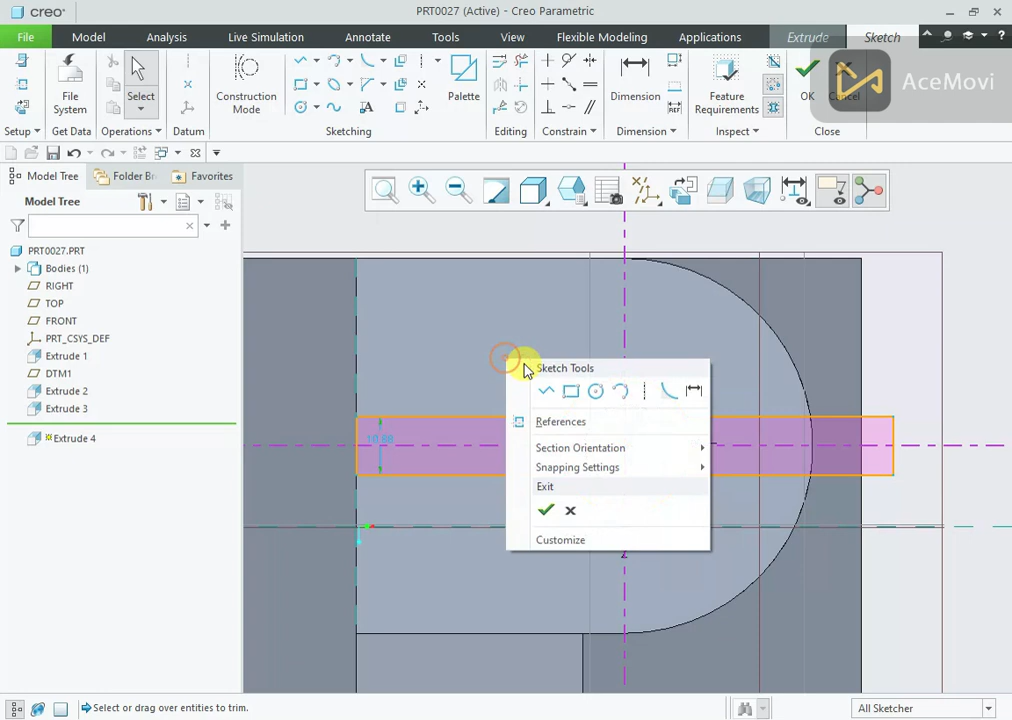 creo
PRT0027 (Active) - Creo Parametric
File Model Analysis Live Simulation Annotate Tools View Flexible Modeling Applications Extrude Sketch
File System
Select
Construction Mode
Palette
Dimension
Feature Requirements
OK
Cancel
AceMovi
Setup Get Data Operations Datum Sketching Editing Constrain Dimension Inspect Close
Model Tree Folder Br Favorites
Model Tree
PRT0027.PRT
Bodies (1)
RIGHT
TOP
FRONT
PRT_CSYS_DEF
Extrude 1
DTM1
Extrude 2
Extrude 3
Extrude 4
Sketch Tools
References
Section Orientation
Snapping Settings
Exit
Customize
Select or drag over entities to trim.
All Sketcher